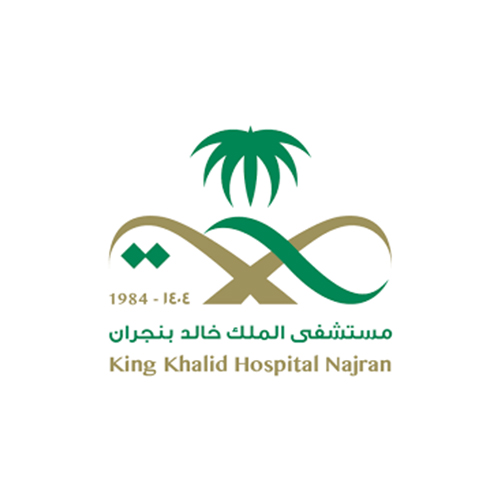 1984 - ١٤٠٤
مستشفى الملك خالد بنجران
King Khalid Hospital Najran